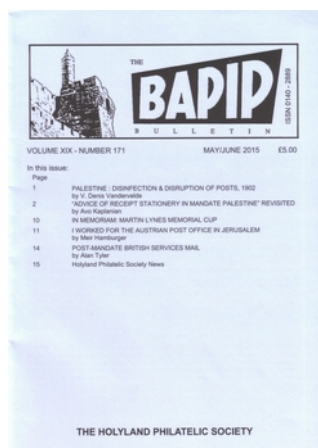 THE
BAPIP
BULLETIN
ISSN 0140 - 2889
VOLUME XIX - NUMBER 171 MAY/JUNE 2015 £5.00
In this issue:
Page
1 PALESTINE : DISINFECTION & DISRUPTION OF POSTS, 1902
by V. Denis Vandervelde
2 "ADVICE OF RECEIPT STATIONERY IN MANDATE PALESTINE" REVISITED
by Avo Kaplanian
10 IN MEMORIAM: MARTIN LYNES MEMORIAL CUP
11 I WORKED FOR THE AUSTRIAN POST OFFICE IN JERUSALEM
by Meir Hamburger
14 POST-MANDATE BRITISH SERVICES MAIL
by Alan Tyler
15 Holyland Philatelic Society News
THE HOLYLAND PHILATELIC SOCIETY